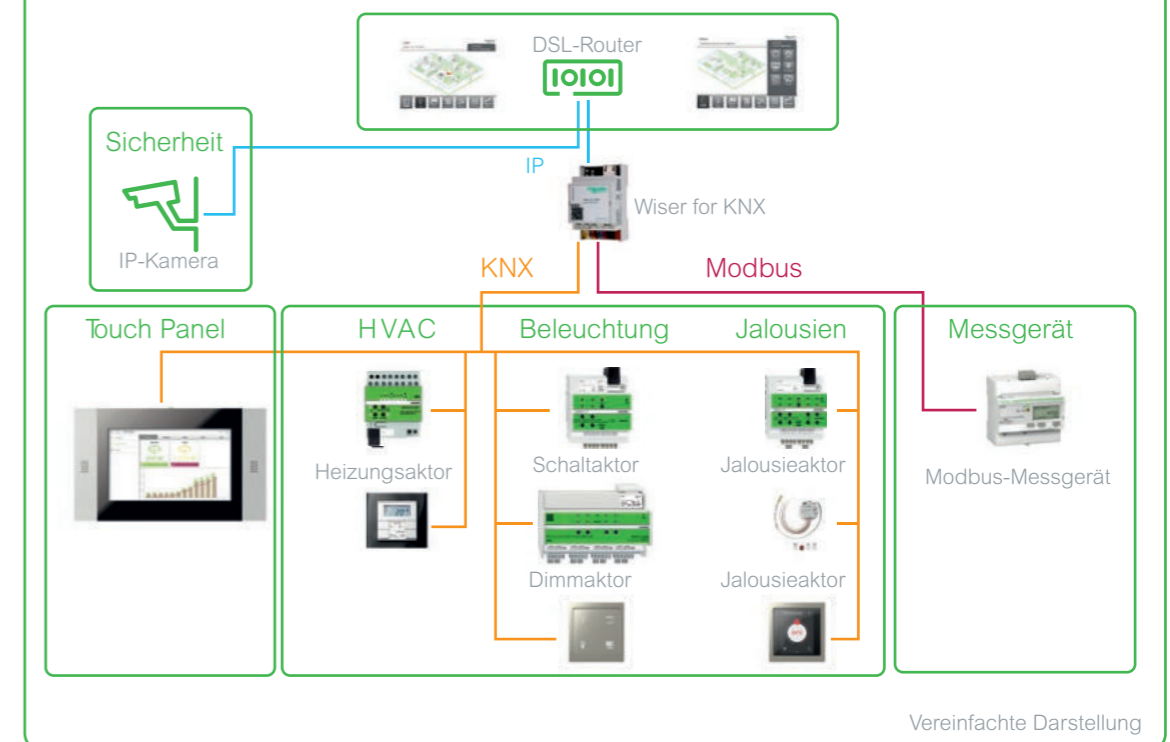 DSL-Router
Sicherheit
IP
Wiser for KNX
IP-Kamera
KNX
Modbus
Touch Panel
HVAC
Beleuchtung
Jalousien
Messgerät
Heizungsaktor
Schaltaktor
Jalousieaktor
Modbus-Messgerät
Dimmaktor
Jalousieaktor
Vereinfachte Darstellung